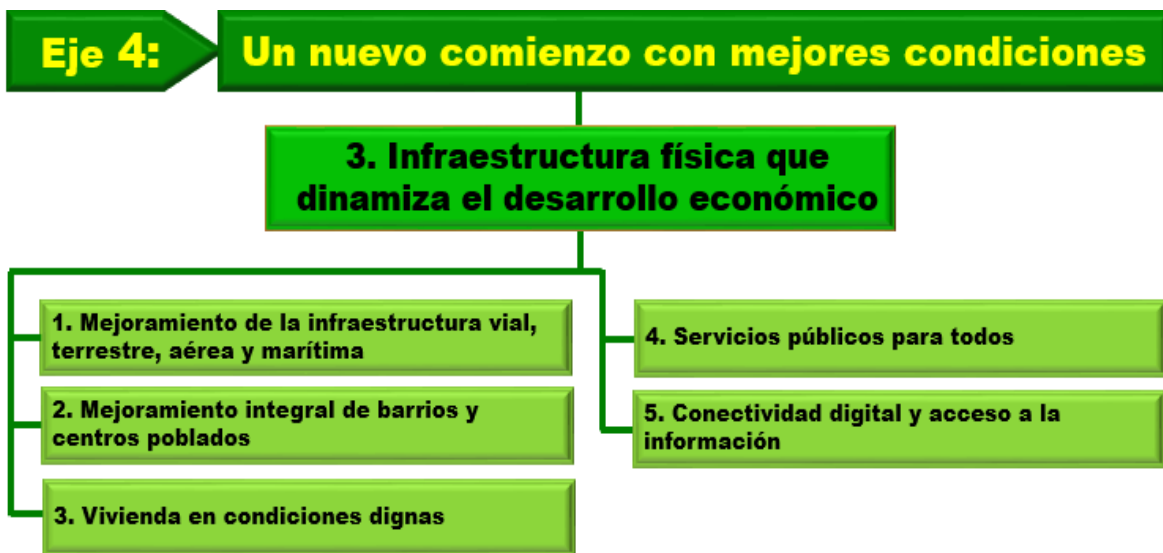 Eje 4:
Un nuevo comienzo con mejores condiciones
3. Infraestructura física que
dinamiza el desarrollo económico
1. Mejoramiento de la infraestructura vial,
terrestre, aérea y marítima
2. Mejoramiento integral de barrios y
centros poblados
3. Vivienda en condiciones dignas
4. Servicios públicos para todos
5. Conectividad digital y acceso a la
información